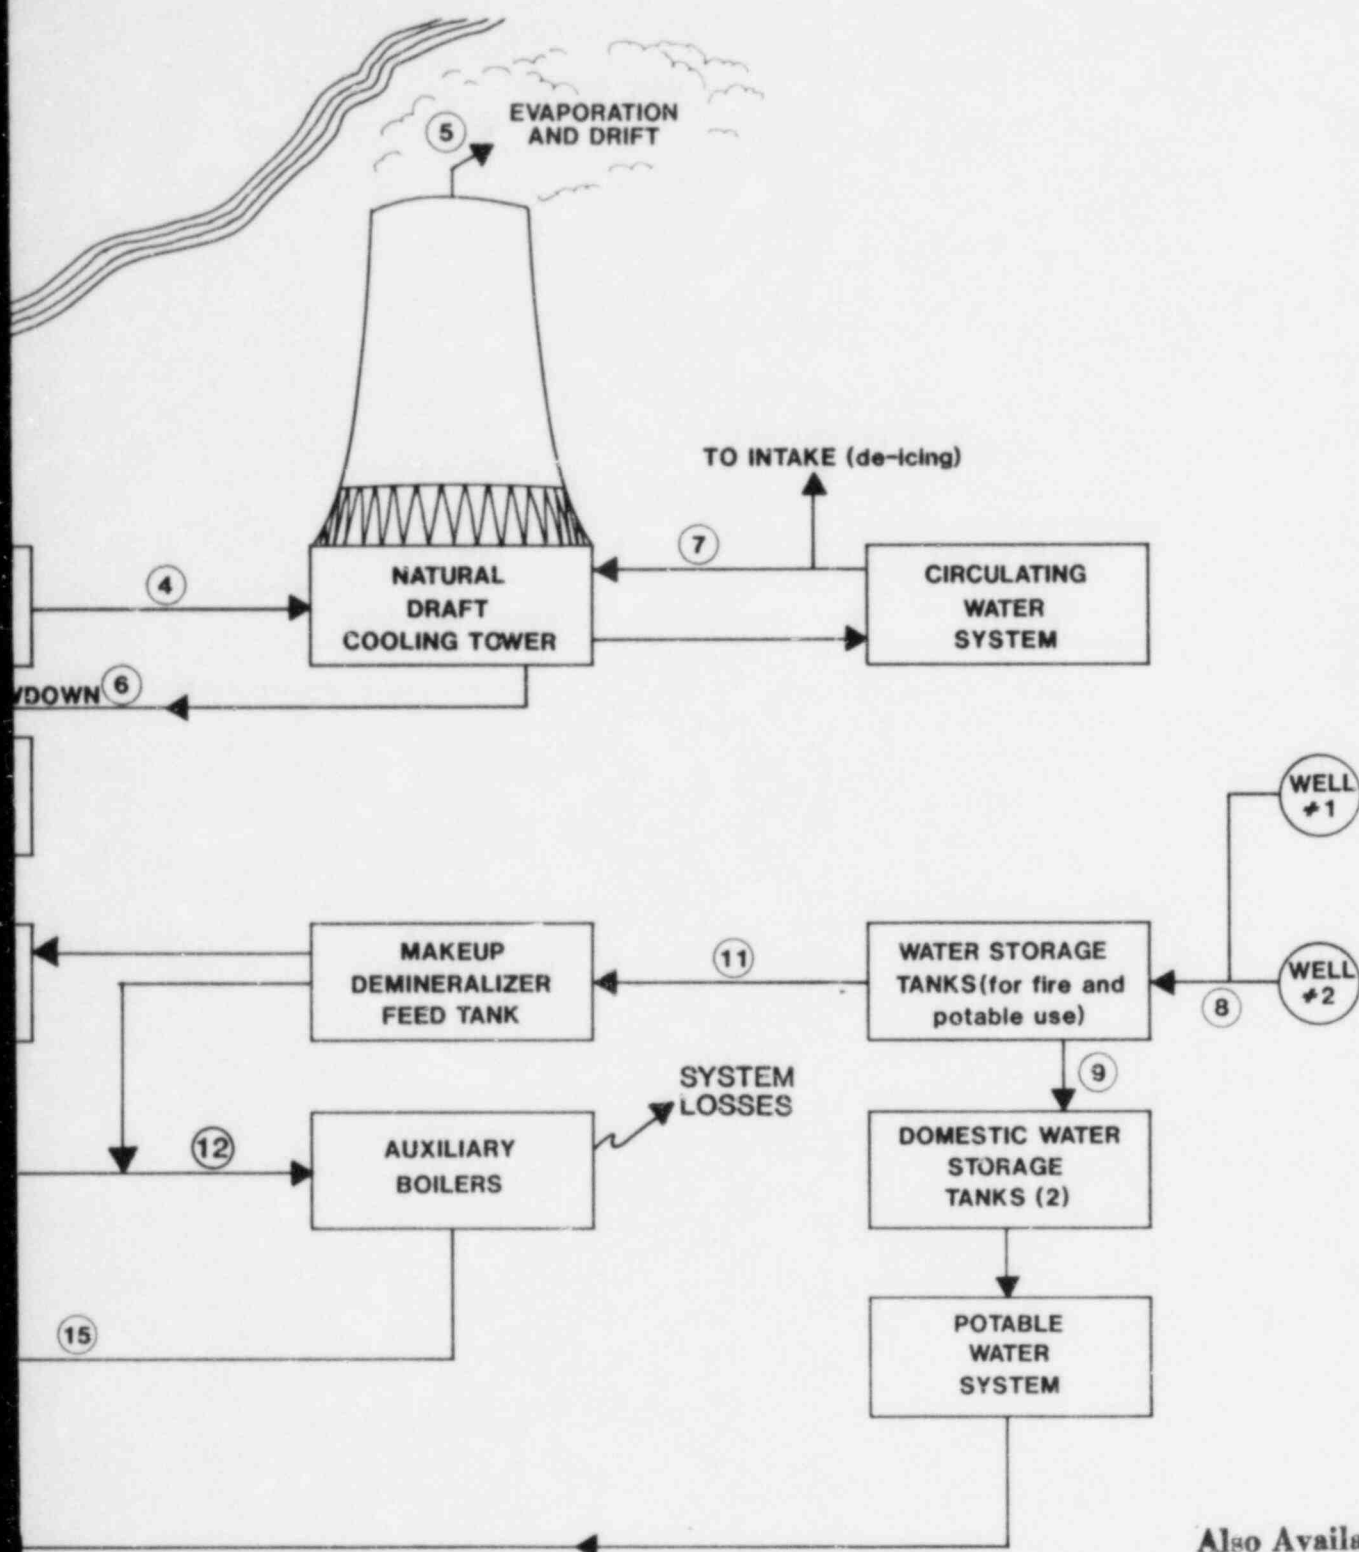 EVAPORATION
AND DRIFT
5
TO INTAKE (de-icing)
7
4
NATURAL
DRAFT
COOLING TOWER
CIRCULATING
WATER
SYSTEM
6
WELL
#1
MAKEUP
DEMINERALIZER
FEED TANK
11
WATER STORAGE
TANKS (for fire and
potable use)
8
WELL
#2
9
SYSTEM
LOSSES
12
AUXILIARY
BOILERS
DOMESTIC WATER
STORAGE
TANKS (2)
15
POTABLE
WATER
SYSTEM
Also